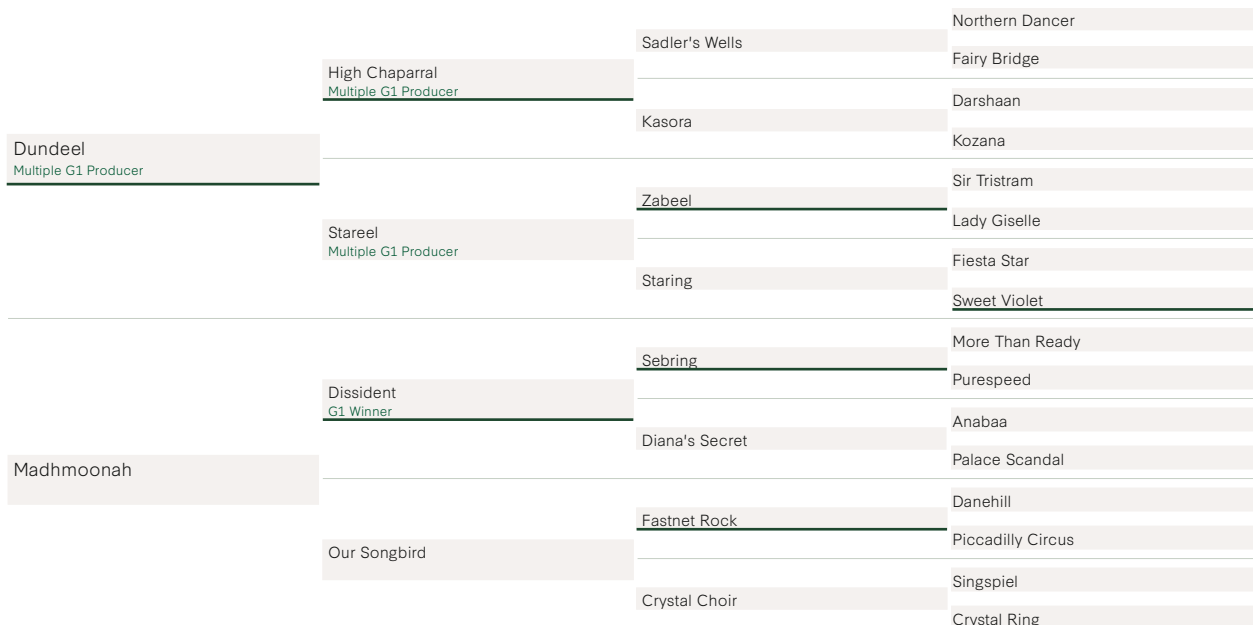 Dundeel
Multiple G1 Producer
Madhmoonah
High Chaparral
Multiple G1 Producer
Stareel
Multiple G1 Producer
Dissident
G1 Winner
Our Songbird
Sadler's Wells
Kasora
Zabeel
Staring
Sebring
Diana's Secret
Fastnet Rock
Crystal Choir
Northern Dancer
Fairy Bridge
Darshaan
Kozana
Sir Tristram
Lady Giselle
Fiesta Star
Sweet Violet
More Than Ready
Purespeed
Anabaa
Palace Scandal
Danehill
Piccadilly Circus
Singspiel
Crystal Ring